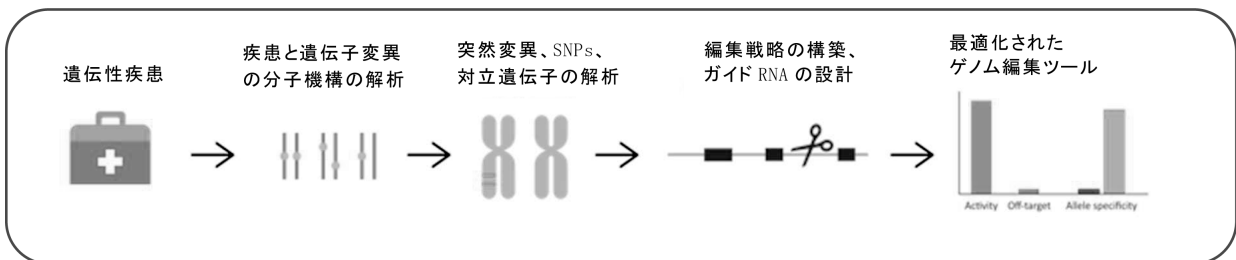 遺伝性疾患
疾患と遺伝子変異
の分子機構の解析
突然変異、SNPs、
対立遺伝子の解析
編集戦略の構築、
ガイド RNA の設計
最適化された
ゲノム編集ツール
Activity Off-target Allele specificity